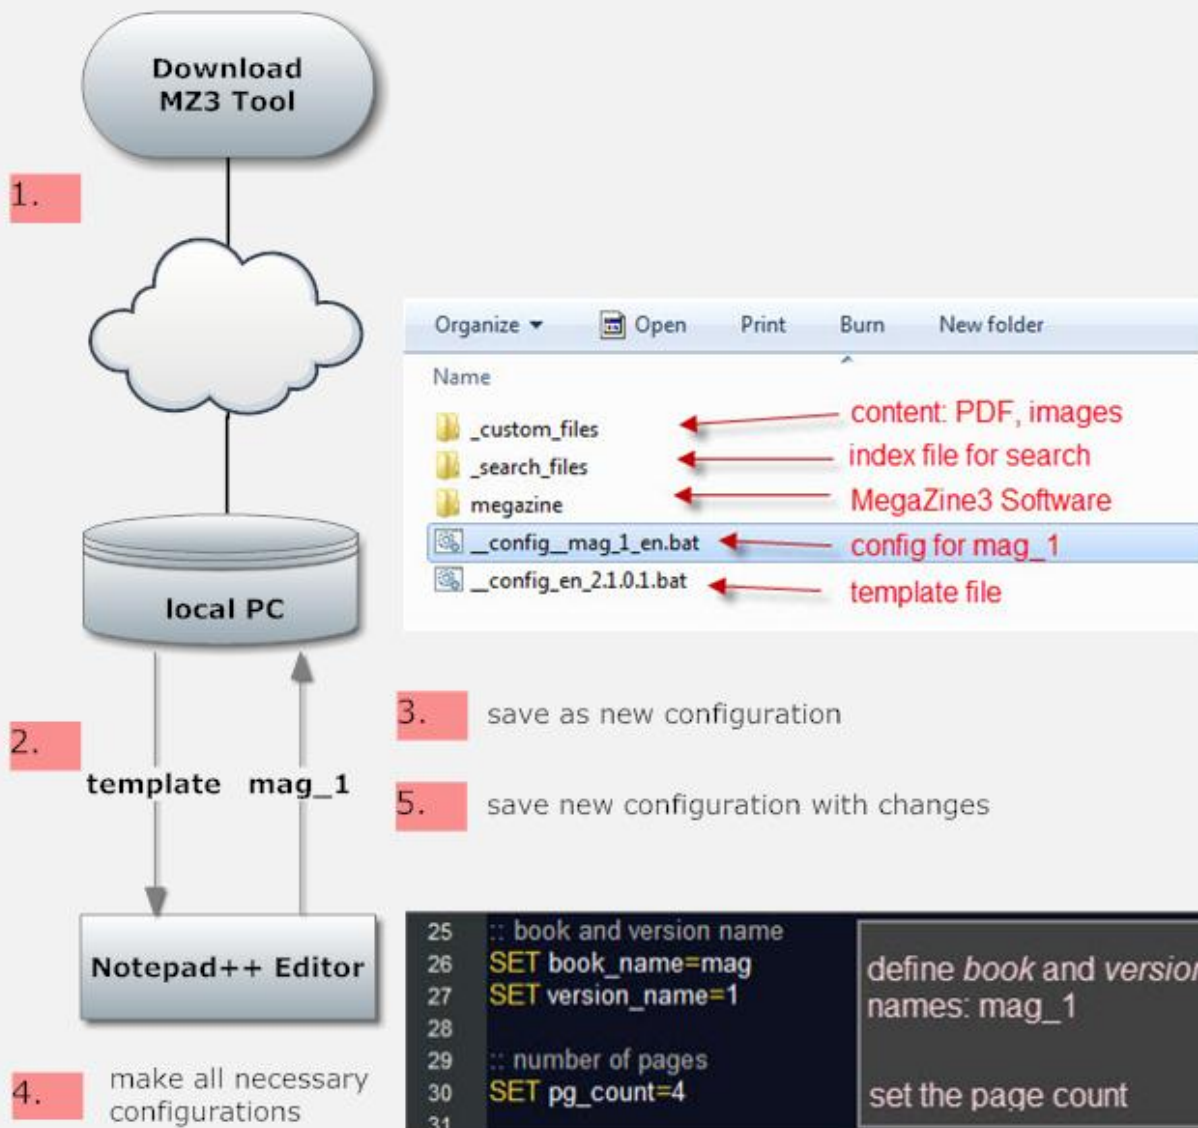 Download
MZ3 Tool
1.
Organize Open Print Burn New folder
Name
_custom_files
content: PDF, images
_search_files
index file for search
megazine
MegaZine3 Software
__config__mag_1_en.bat
config for mag_1
__config_en_2.1.0.1.bat
template file
local PC
2.
template mag_1
3. save as new configuration
5. save new configuration with changes
Notepad++ Editor
4. make all necessary
configurations
25 :: book and version name
26 SET book_name=mag
27 SET version_name=1
28
29 :: number of pages
30 SET pg_count=4
31
define book and version
names: mag_1
set the page count